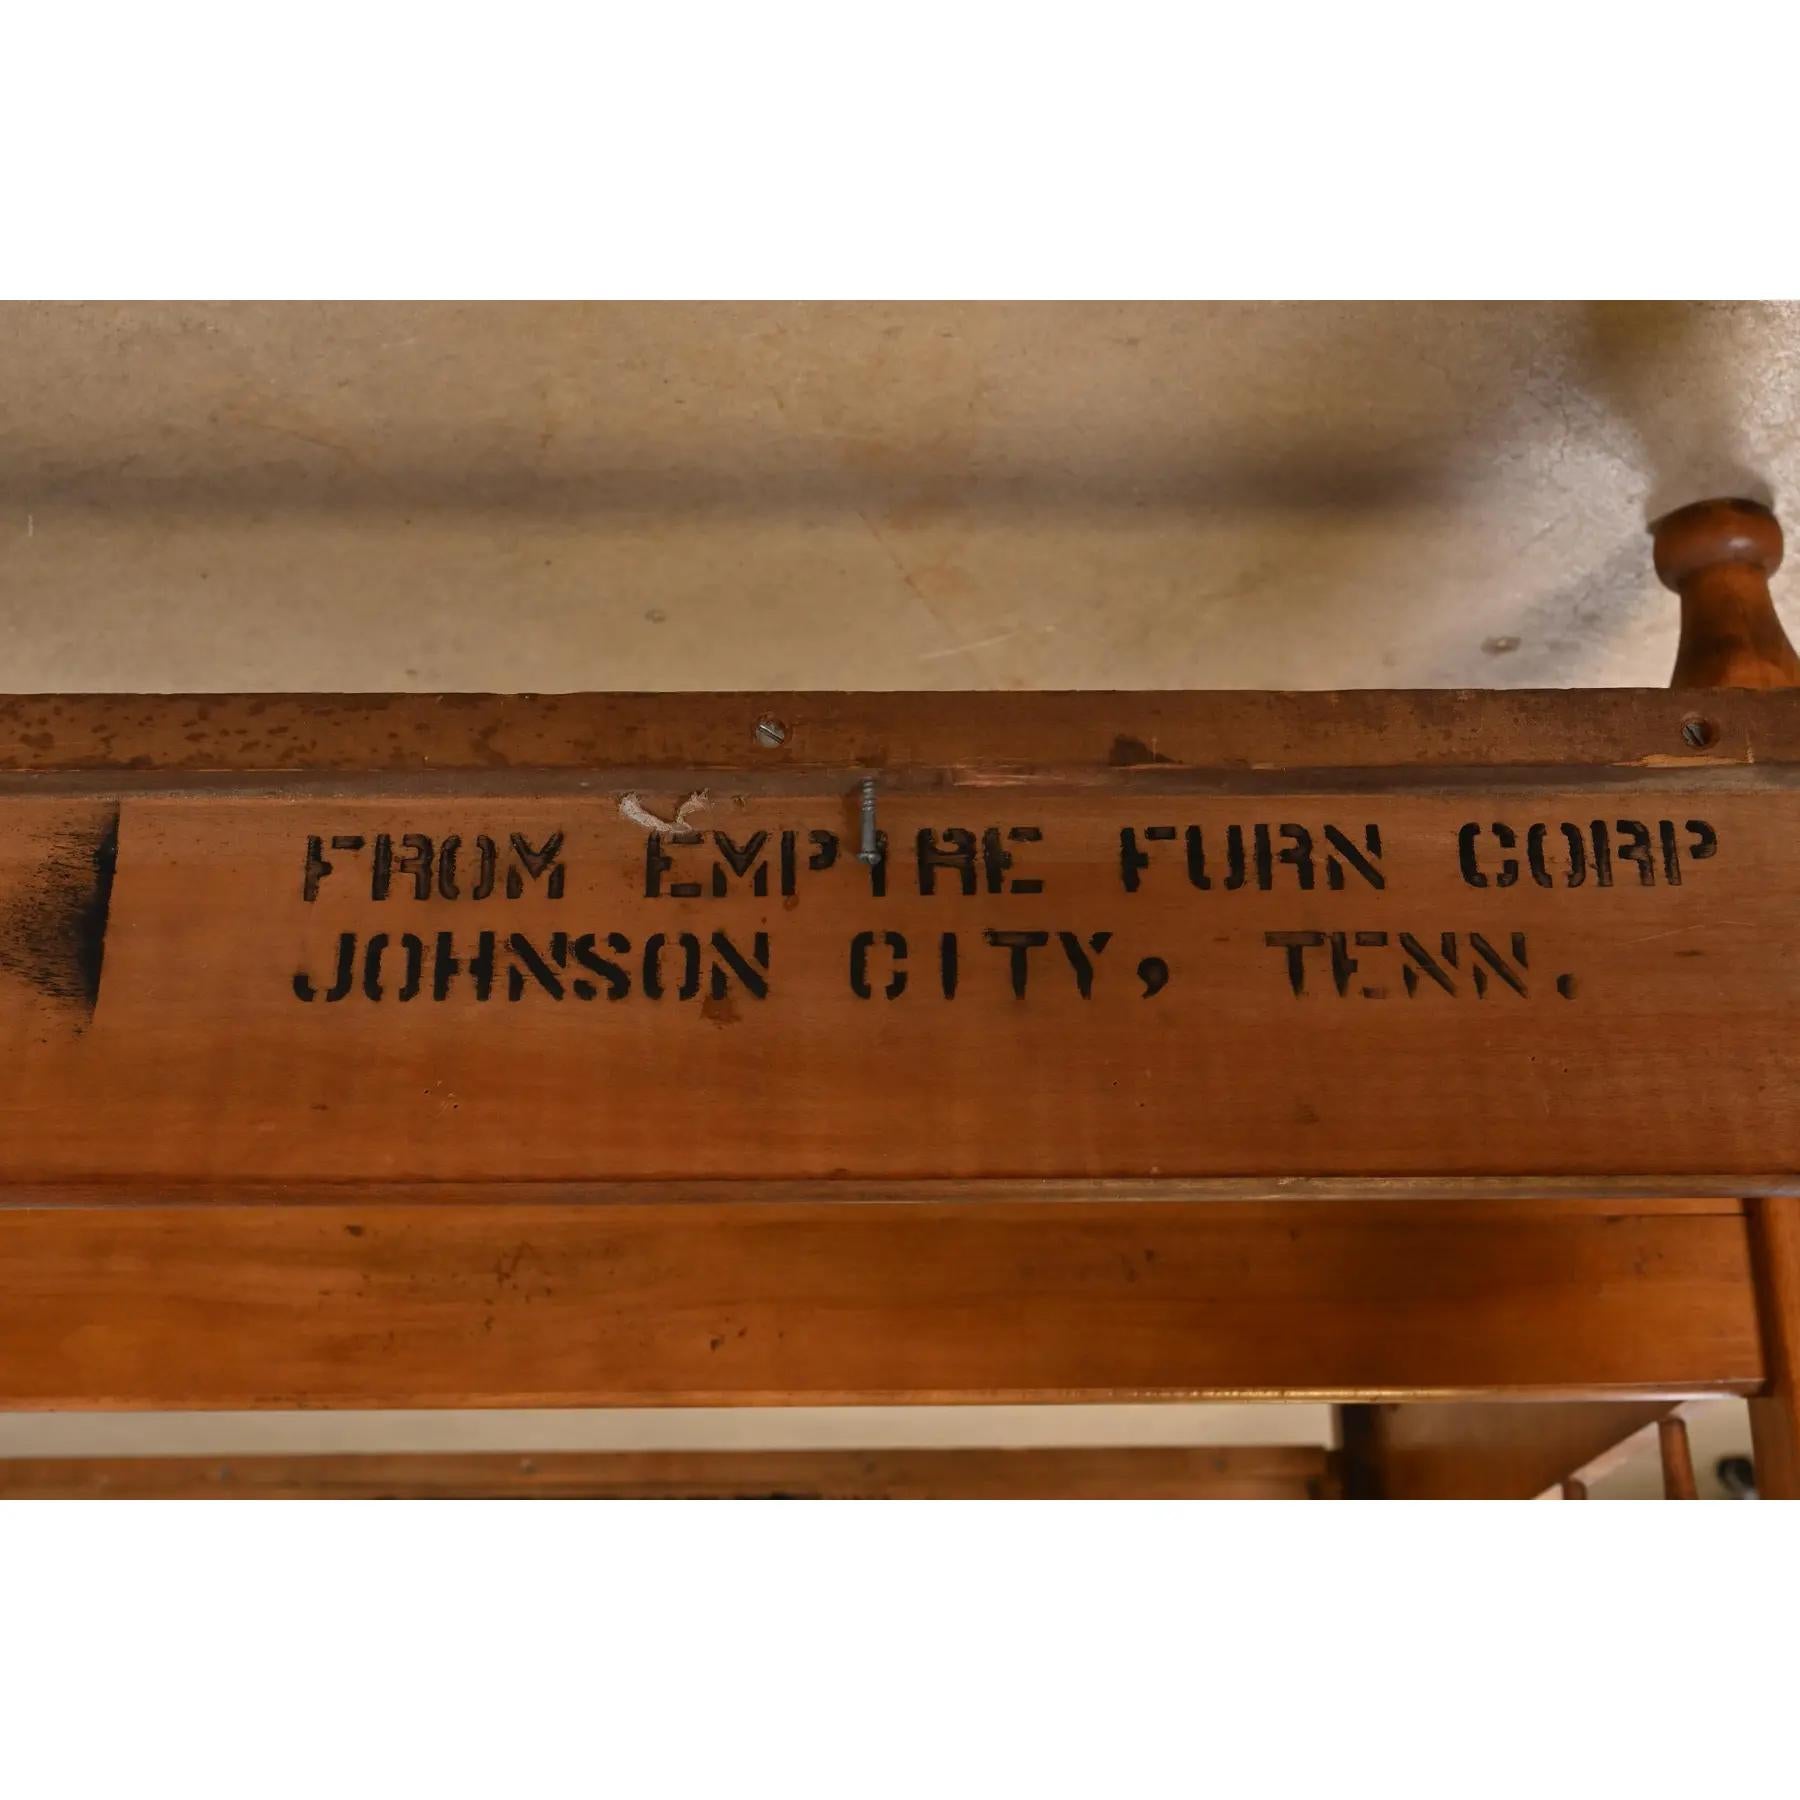 FROM EMPIRE FURN CORP
JOHNSON CITY, TENN.